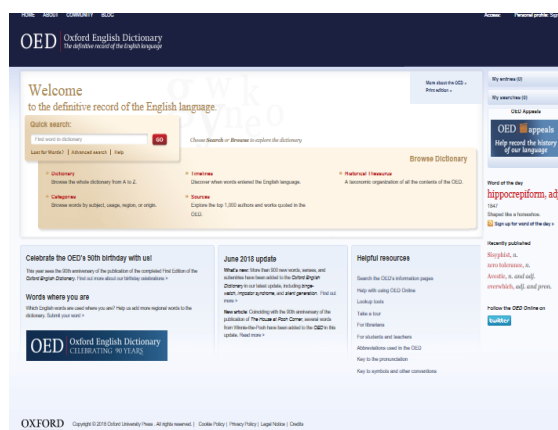 HOME ABOUT COMMUNITY BLOG
Access: Personal profile: Sig
OED Oxford English Dictionary
The definitive record of the English language
Welcome
to the definitive record of the English language.
More about the OED »
Print edition »
Quick search:
Find word in dictionary GO
Lost for Words? | Advanced search | Help
Choose Search or Browse to explore the dictionary
Browse Dictionary
» Dictionary
Browse the whole dictionary from A to Z.
» Categories
Browse words by subject, usage, region, or origin.
» Timelines
Discover when words entered the English language.
» Sources
Explore the top 1,000 authors and works quoted in the
OED.
» Historical Thesaurus
A taxonomic organization of all the contents of the OED.
Celebrate the OED's 90th birthday with us!
This year sees the 90th anniversary of the publication of the completed First Edition of the
Oxford English Dictionary. Find out more about our birthday celebrations »
Words where you are
Which English words are used where you are? Help us add more regional words to the
dictionary. Submit your word »
OED Oxford English Dictionary
CELEBRATING 90 YEARS
June 2018 update
What's new: More than 900 new words, senses, and
subentries have been added to the Oxford English
Dictionary in our latest update, including binge-
watch, impostor syndrome, and silent generation. Find out
more »
New article: Coinciding with the 90th anniversary of the
publication of The House at Pooh Corner, several words
from Winnie-the-Pooh have been added to the OED in this
update. Read more »
Helpful resources
Search the OED's information pages
Help with using OED Online
Lookup tools
Take a tour
For librarians
For students and teachers
Abbreviations used in the OED
Key to the pronunciation
Key to symbols and other conventions
My entries (0)
My searches (0)
OED Appeals
OED appeals
Help record the history
of our language
Word of the day
hippocrepiform, adj
1847
Shaped like a horseshoe.
Sign up for word of the day »
Recently published
Sisyphist, n.
zero tolerance, n.
Awutite, n. and adj.
overwhich, adj. and pron.
Follow the OED Online on
twitter
OXFORD Copyright © 2018 Oxford University Press . All rights reserved. | Cookie Policy | Privacy Policy | Legal Notice | Credits